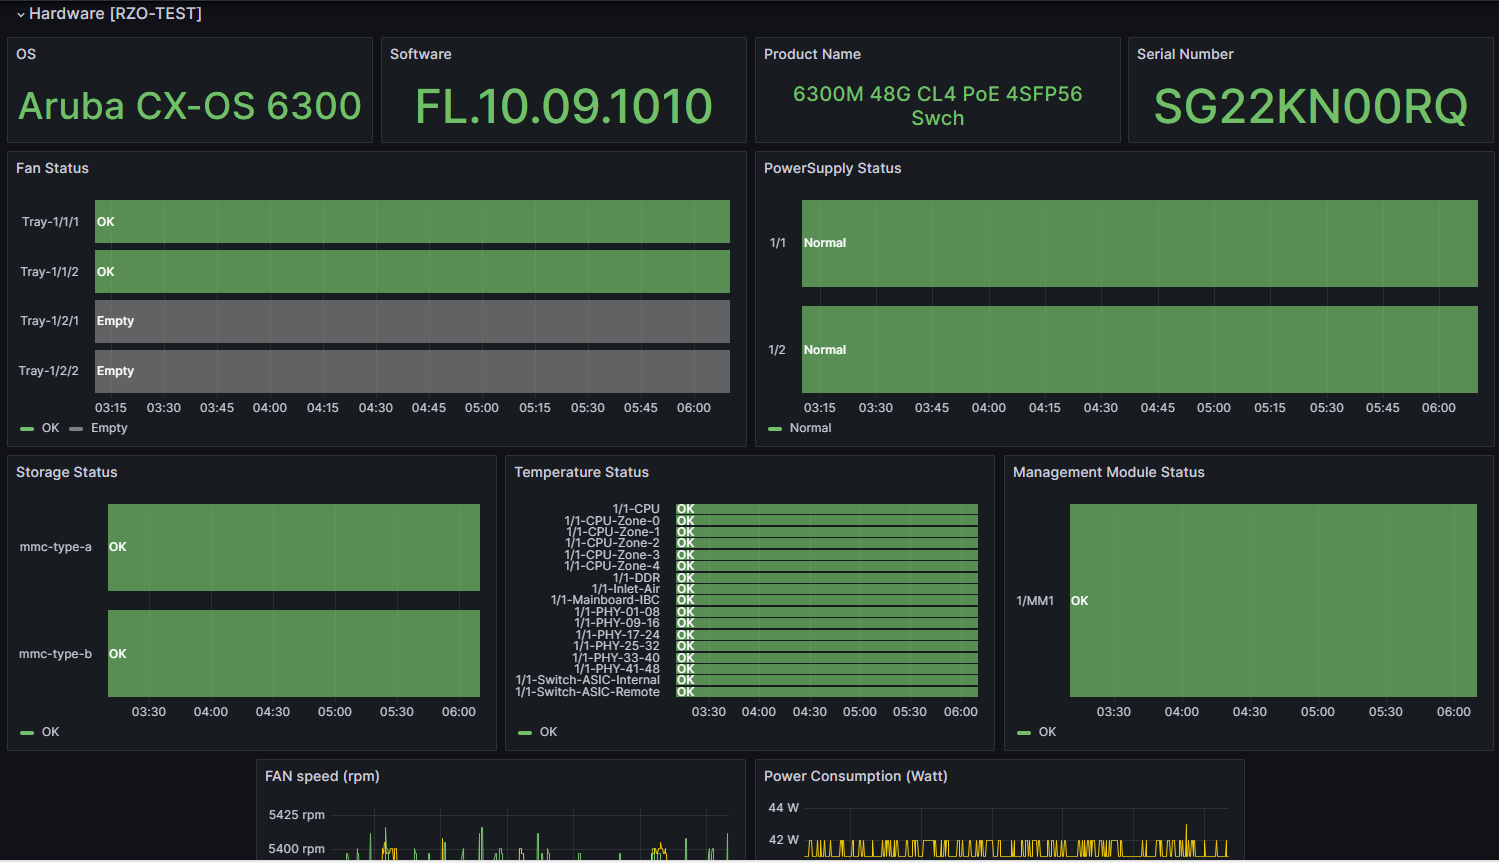 Hardware [RZO-TEST]
OS
Software
Product Name
Serial Number
Aruba CX-OS 6300
FL.10.09.1010
6300M 48G CL4 PoE 4SFP56
Swch
SG22KN00RQ
Fan Status
Tray-1/1/1
OK
Tray-1/1/2
OK
Tray-1/2/1
Empty
Tray-1/2/2
Empty
03:15 03:30 03:45 04:00 04:15 04:30 04:45 05:00 05:15 05:30 05:45 06:00
OK Empty
PowerSupply Status
1/1
Normal
1/2
Normal
03:15 03:30 03:45 04:00 04:15 04:30 04:45 05:00 05:15 05:30 05:45 06:00
Normal
Storage Status
mmc-type-a
OK
mmc-type-b
OK
03:30 04:00 04:30 05:00 05:30 06:00
OK
Temperature Status
1/1-CPU OK
1/1-CPU-Zone-0 OK
1/1-CPU-Zone-1 OK
1/1-CPU-Zone-2 OK
1/1-CPU-Zone-3 OK
1/1-CPU-Zone-4 OK
1/1-DDR OK
1/1-Inlet-Air OK
1/1-Mainboard-IBC OK
1/1-PHY-01-08 OK
1/1-PHY-09-16 OK
1/1-PHY-17-24 OK
1/1-PHY-25-32 OK
1/1-PHY-33-40 OK
1/1-PHY-41-48 OK
1/1-Switch-ASIC-Internal OK
1/1-Switch-ASIC-Remote OK
03:30 04:00 04:30 05:00 05:30 06:00
OK
Management Module Status
1/MM1
OK
03:30 04:00 04:30 05:00 05:30 06:00
OK
FAN speed (rpm)
5425 rpm
5400 rpm
Power Consumption (Watt)
44 W
42 W